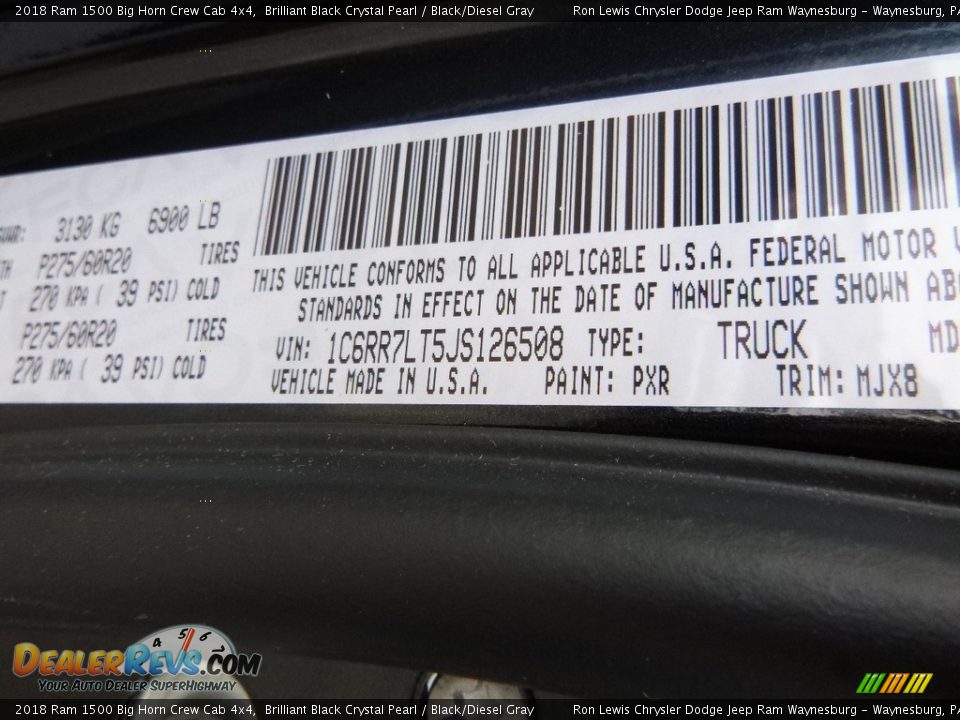 2018 Ram 1500 Big Horn Crew Cab 4x4, Brilliant Black Crystal Pearl / Black/Diesel Gray Ron Lewis Chrysler Dodge Jeep Ram Waynesburg - Waynesburg, PA
3130 KG 6900 LB
P275/60R20 TIRES
270 KPA ( 39 PSI) COLD
P275/60R20 TIRES
270 KPA ( 39 PSI) COLD
THIS VEHICLE CONFORMS TO ALL APPLICABLE U.S.A. FEDERAL MOTOR
STANDARDS IN EFFECT ON THE DATE OF MANUFACTURE SHOWN
VIN: 1C6RR7LT5JS126508 TYPE: TRUCK
VEHICLE MADE IN U.S.A. PAINT: PXR TRIM: MJX8
4 5 6
DEALERREVS.COM
YOUR AUTO DEALER SUPERHIGHWAY
2018 Ram 1500 Big Horn Crew Cab 4x4, Brilliant Black Crystal Pearl / Black/Diesel Gray Ron Lewis Chrysler Dodge Jeep Ram Waynesburg - Waynesburg, PA